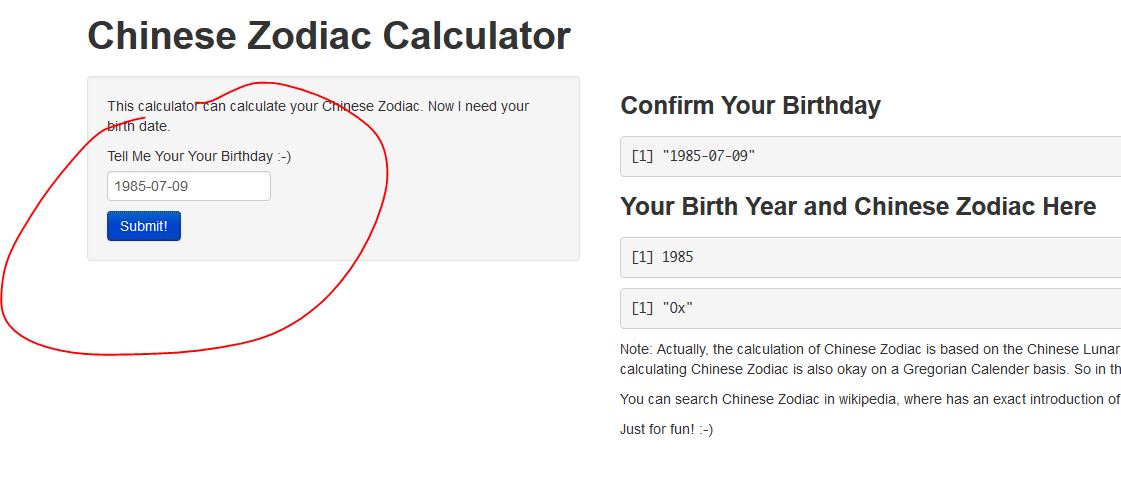 Chinese Zodiac Calculator
This calculator can calculate your Chinese Zodiac. Now I need your
birth date.
Tell Me Your Your Birthday :-)
1985-07-09
Submit!
Confirm Your Birthday
[1] "1985-07-09"
Your Birth Year and Chinese Zodiac Here
[1] 1985
[1] "Ox"
Note: Actually, the calculation of Chinese Zodiac is based on the Chinese Lunar
calculating Chinese Zodiac is also okay on a Gregorian Calender basis. So in th
You can search Chinese Zodiac in wikipedia, where has an exact introduction of
Just for fun! :-)